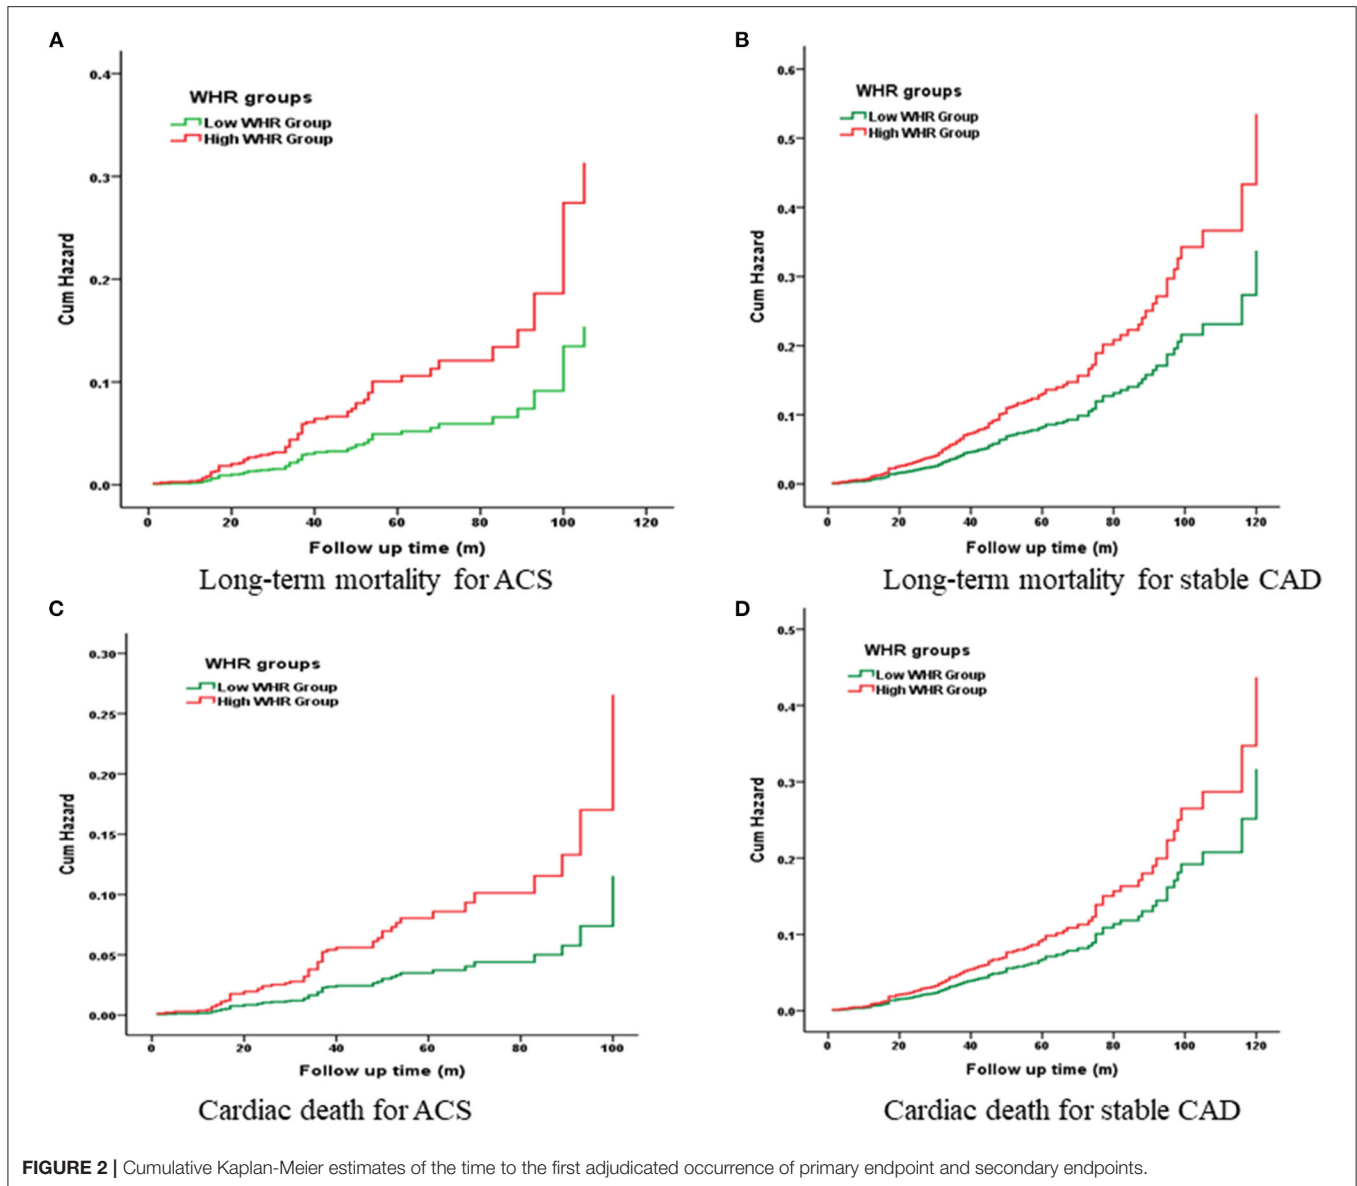 A
WHR groups
Low WHR Group
High WHR Group
0.4
0.3
0.2
0.1
0.0
Cum Hazard
0 20 40 60 80 100 120
Follow up time (m)
Long-term mortality for ACS
B
WHR groups
Low WHR Group
High WHR Group
0.6
0.5
0.4
0.3
0.2
0.1
0.0
Cum Hazard
0 20 40 60 80 100 120
Follow up time (m)
Long-term mortality for stable CAD
C
WHR groups
Low WHR Group
High WHR Group
0.30
0.25
0.20
0.15
0.10
0.05
0.00
Cum Hazard
0 20 40 60 80 100
Follow up time (m)
Cardiac death for ACS
D
WHR groups
Low WHR Group
High WHR Group
0.5
0.4
0.3
0.2
0.1
0.0
Cum Hazard
0 20 40 60 80 100 120
Follow up time (m)
Cardiac death for stable CAD
FIGURE 2 | Cumulative Kaplan-Meier estimates of the time to the first adjudicated occurrence of primary endpoint and secondary endpoints.